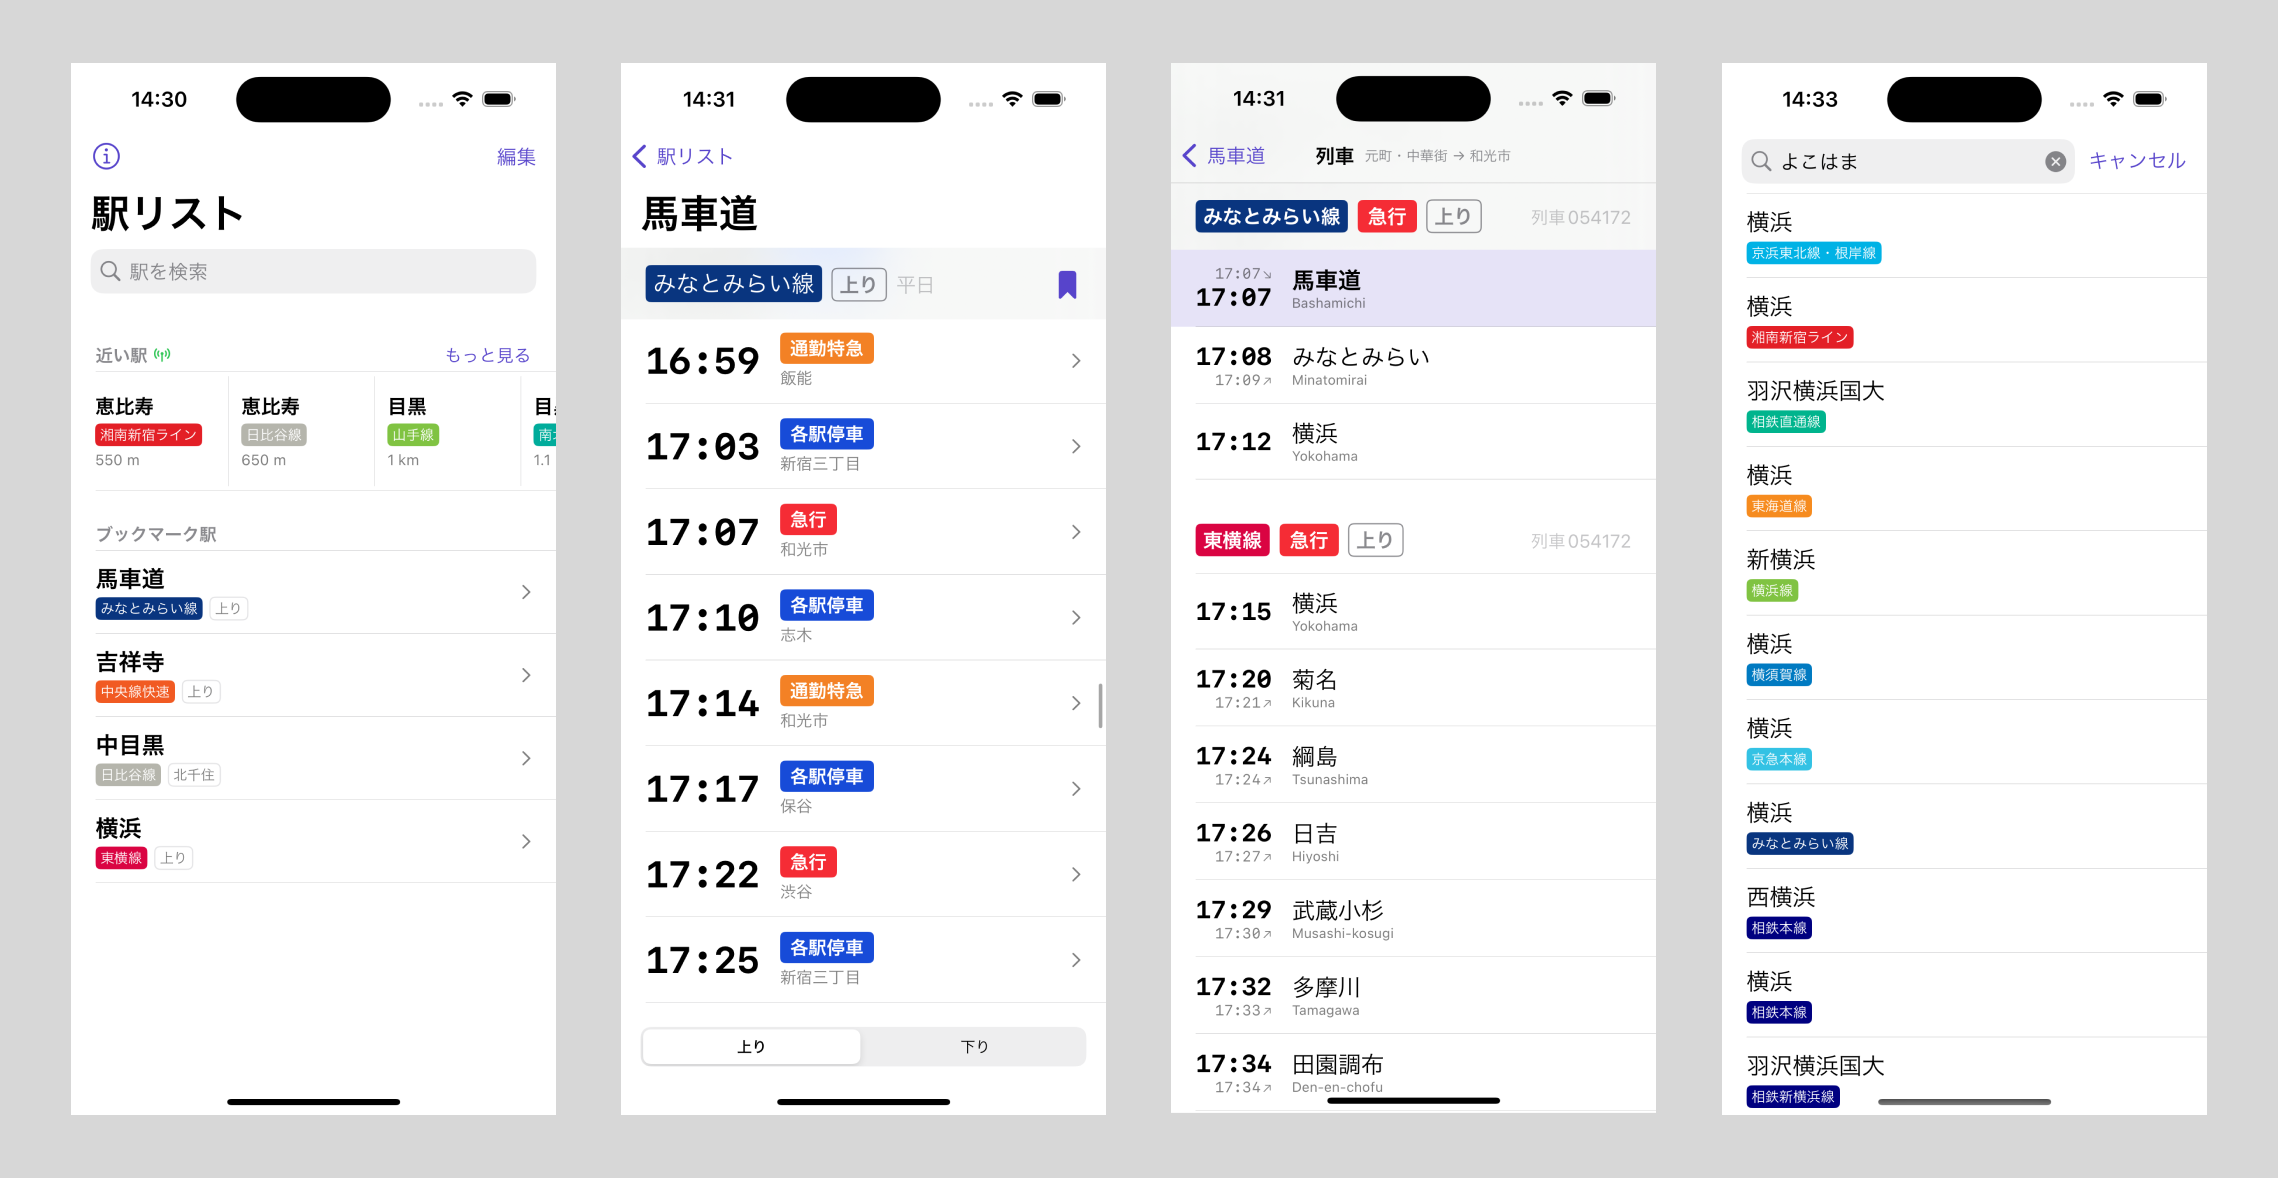 14:30
編集
駅リスト
駅を検索
近い駅 もっと見る
恵比寿
湘南新宿ライン
550 m
恵比寿
日比谷線
650 m
目黒
山手線
1 km
1.1
ブックマーク駅
馬車道
みなとみらい線 上り
吉祥寺
中央線快速 上り
中目黒
日比谷線 北千住
横浜
東横線 上り
14:31
駅リスト
馬車道
みなとみらい線 上り 平日
16:59 通勤特急
飯能
17:03 各駅停車
新宿三丁目
17:07 急行
和光市
17:10 各駅停車
志木
17:14 通勤特急
和光市
17:17 各駅停車
保谷
17:22 急行
渋谷
17:25 各駅停車
新宿三丁目
上り 下り
14:31
馬車道 列車 元町・中華街 → 和光市
みなとみらい線 急行 上り 列車054172
17:07↘ 馬車道
17:07 Bashamichi
17:08 みなとみらい
17:09↗ Minatomirai
17:12 横浜
Yokohama
東横線 急行 上り 列車054172
17:15 横浜
Yokohama
17:20 菊名
17:21↗ Kikuna
17:24 綱島
17:24↗ Tsunashima
17:26 日吉
17:27↗ Hiyoshi
17:29 武蔵小杉
17:30↗ Musashi-kosugi
17:32 多摩川
17:33↗ Tamagawa
17:34 田園調布
17:34↗ Den-en-chofu
14:33
よこはま キャンセル
横浜
京浜東北線・根岸線
横浜
湘南新宿ライン
羽沢横浜国大
相鉄直通線
横浜
東海道線
新横浜
横浜線
横浜
横須賀線
横浜
京急本線
横浜
みなとみらい線
西横浜
相鉄本線
横浜
相鉄本線
羽沢横浜国大
相鉄新横浜線